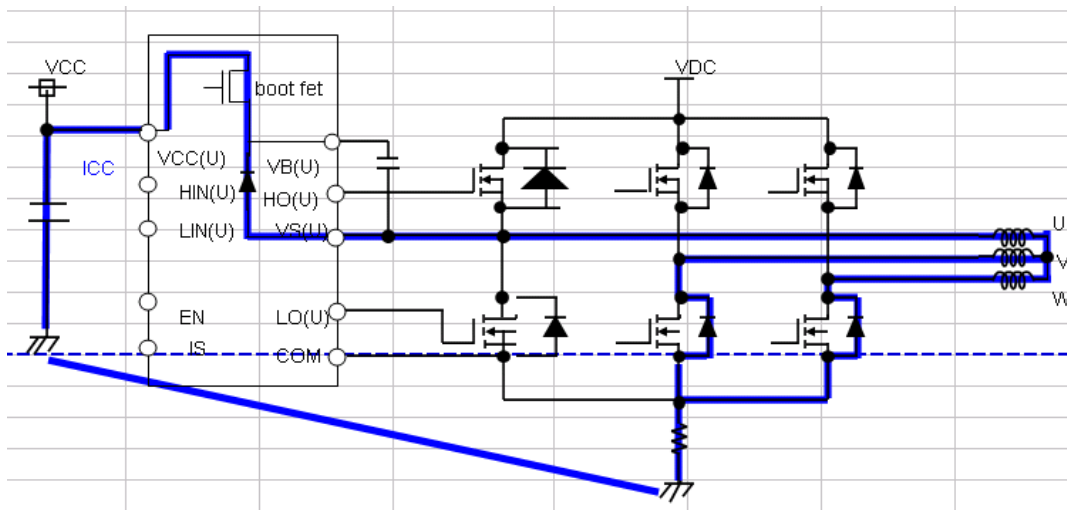 VCC
VDC
boot fet
ICC
VCC(U)
VB(U)
HIN(U)
HO(U)
LIN(U)
VS(U)
U
V
W
EN
LO(U)
IS
COM